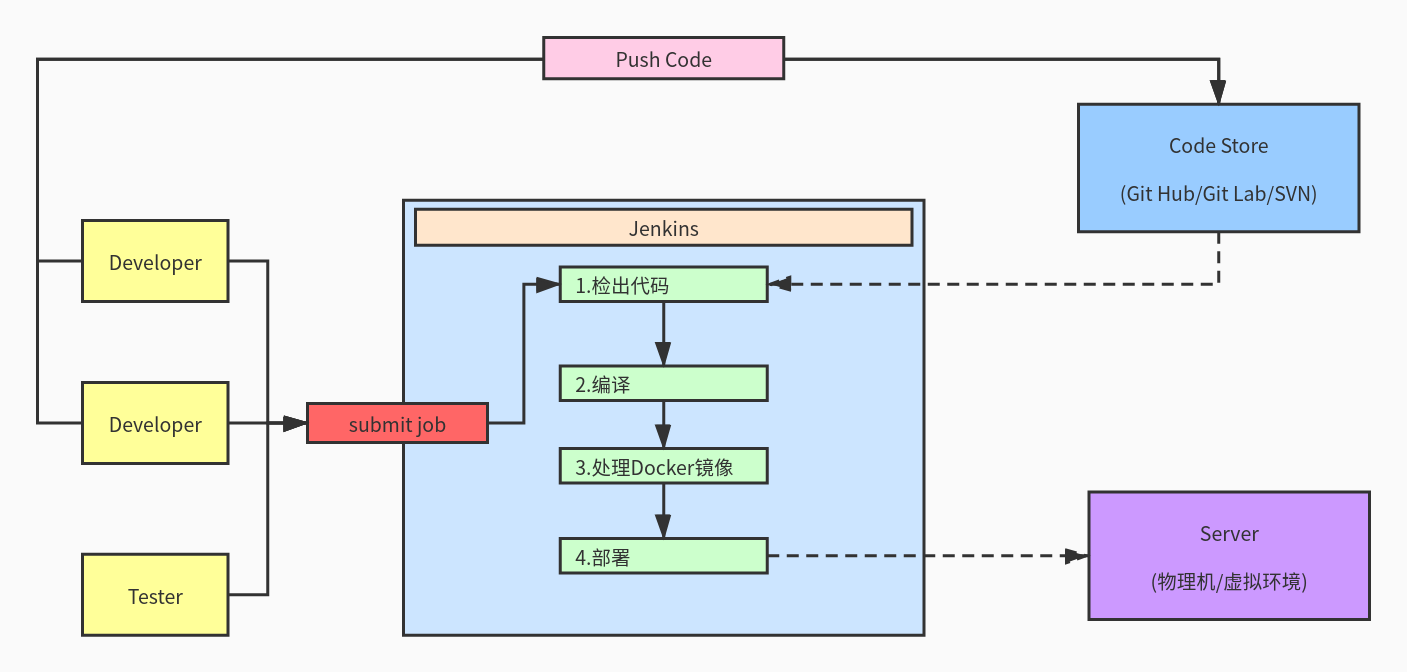 Push Code
Code Store
(Git Hub/Git Lab/SVN)
Jenkins
Developer
1.检出代码
2.编译
Developer
submit job
3.处理Docker镜像
Server
4.部署
(物理机/虚拟环境)
Tester